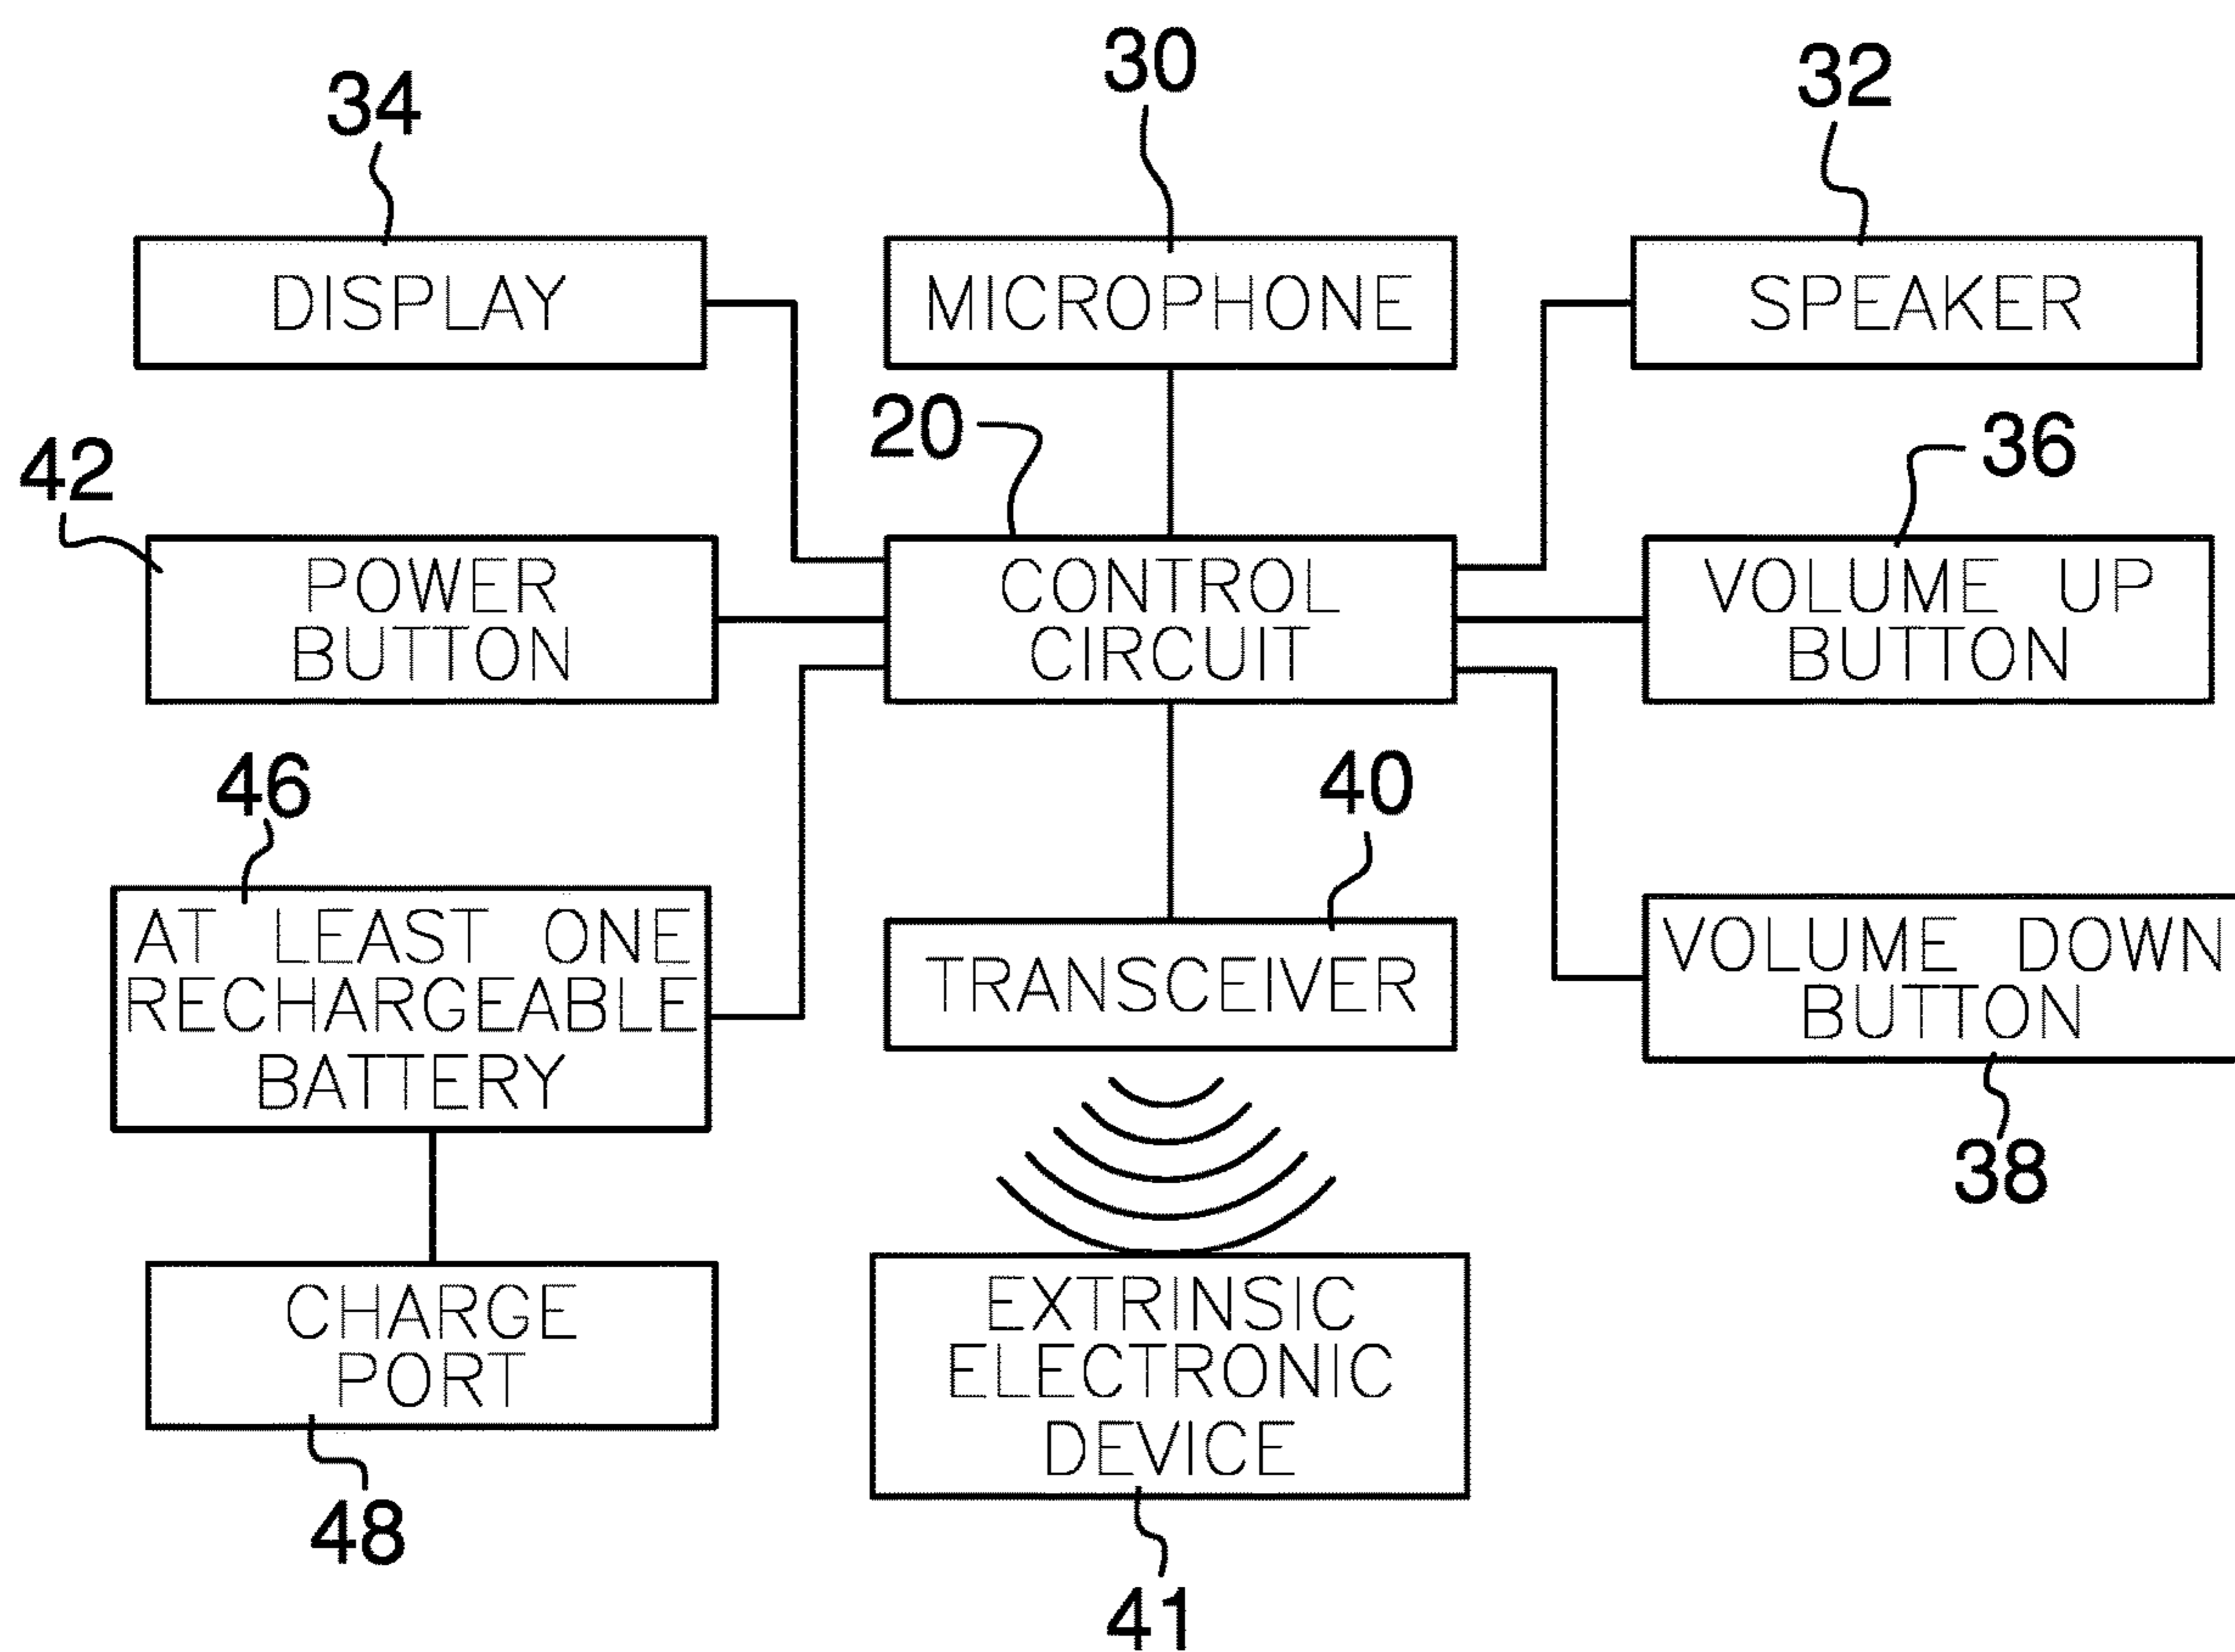 34
30
32
DISPLAY
MICROPHONE
SPEAKER
42
20
36
POWER
BUTTON
CONTROL
CIRCUIT
VOLUME UP
BUTTON
46
40
AT LEAST ONE
RECHARGEABLE
BATTERY
TRANSCEIVER
VOLUME DOWN
BUTTON
38
CHARGE
PORT
EXTRINSIC
ELECTRONIC
DEVICE
48
41